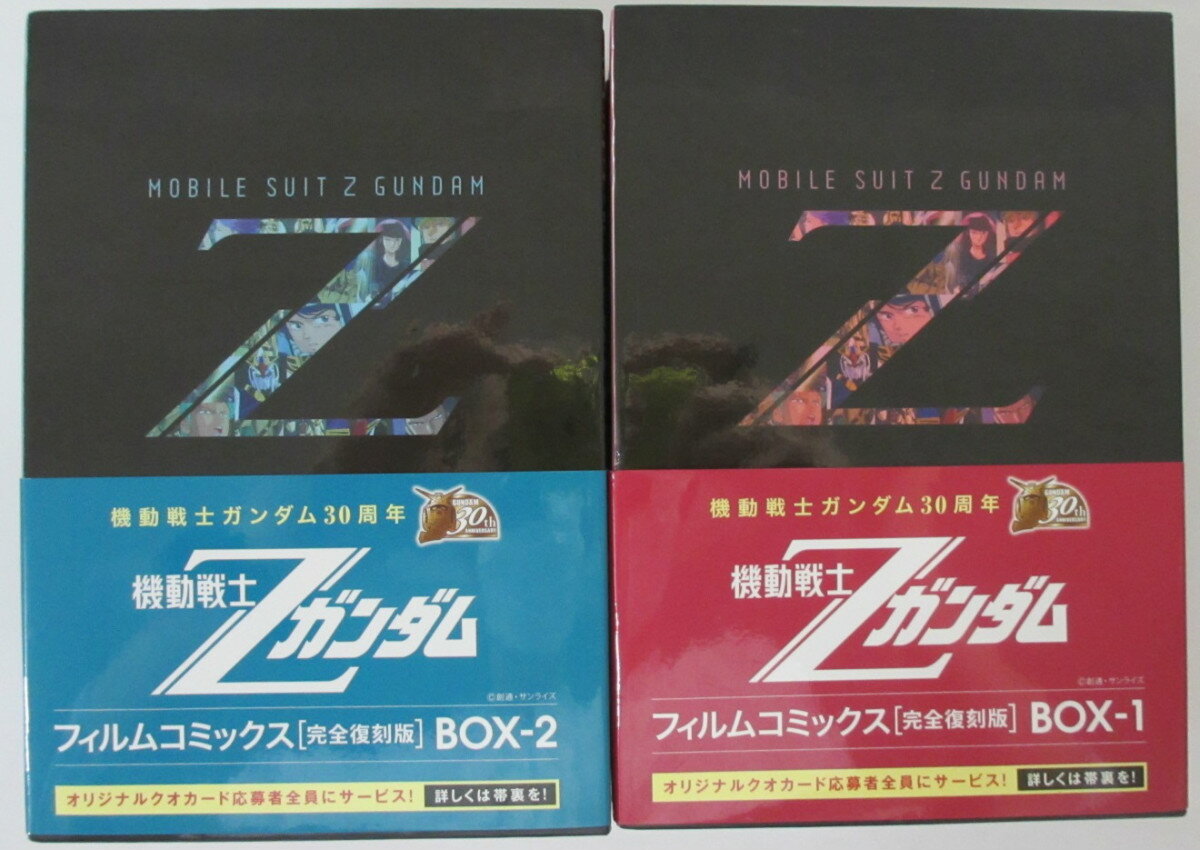 MOBILE SUIT Z GUNDAM
Z
機動戦士ガンダム30周年
GUNDAM
30th
ANNIVERSARY
機動戦士
Zガンダム
©創通・サンライズ
フィルムコミックス[完全復刻版] BOX-2
オリジナルクオカード応募者全員にサービス! 詳しくは帯裏を!
MOBILE SUIT Z GUNDAM
Z
機動戦士ガンダム30周年
GUNDAM
30th
ANNIVERSARY
機動戦士
Zガンダム
©創通・サンライズ
フィルムコミックス[完全復刻版] BOX-1
オリジナルクオカード応募者全員にサービス! 詳しくは帯裏を!